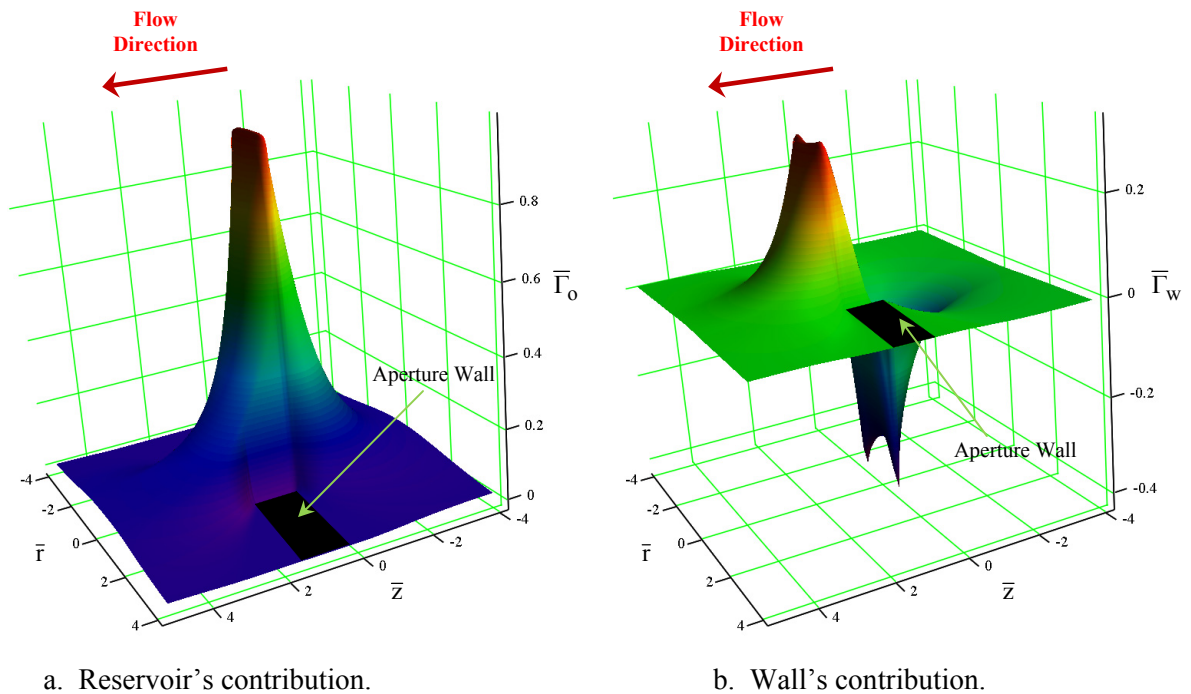 Flow
Direction
0.8
0.6
0.4
0.2
0
Γ̅o
Aperture Wall
-4
-2
0
2
4
r̅
4
2
0
-2
-4
z̅
a. Reservoir's contribution.
Flow
Direction
0.2
0
-0.2
-0.4
Γ̅w
Aperture Wall
-4
-2
0
2
4
r̅
4
2
0
-2
-4
z̅
b. Wall's contribution.